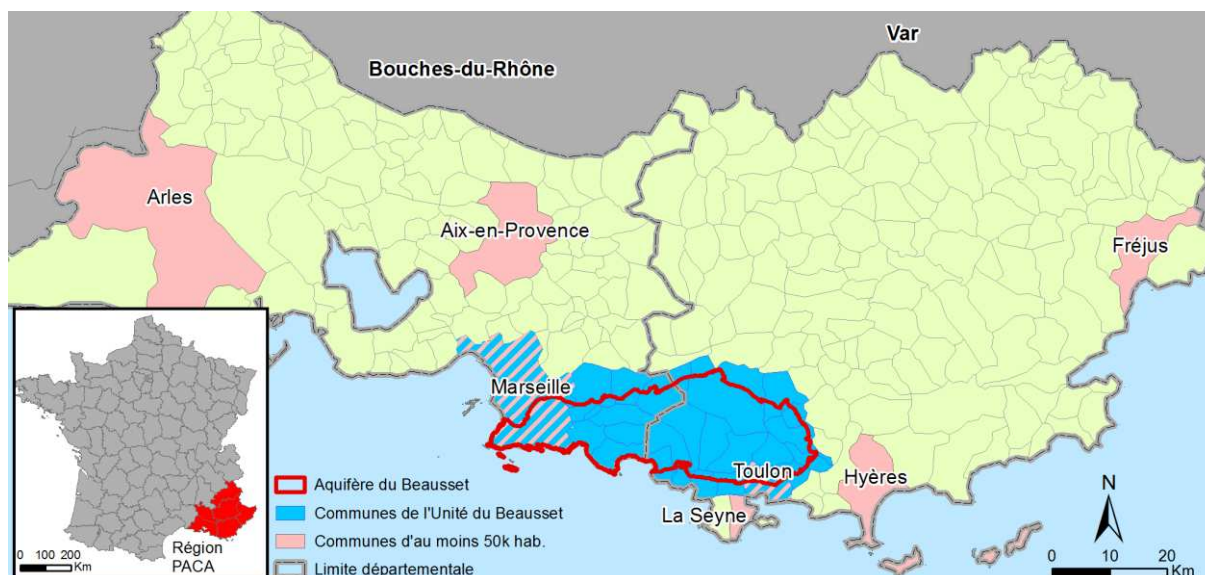 Var
Bouches-du-Rhône
Arles
Aix-en-Provence
Fréjus
Marseille
Toulon
Hyères
La Seyne
Aquifère du Beausset
Communes de l'Unité du Beausset
Communes d'au moins 50k hab.
Limite départementale
Région
PACA
0 100 200
Km
N
0 10 20
Km